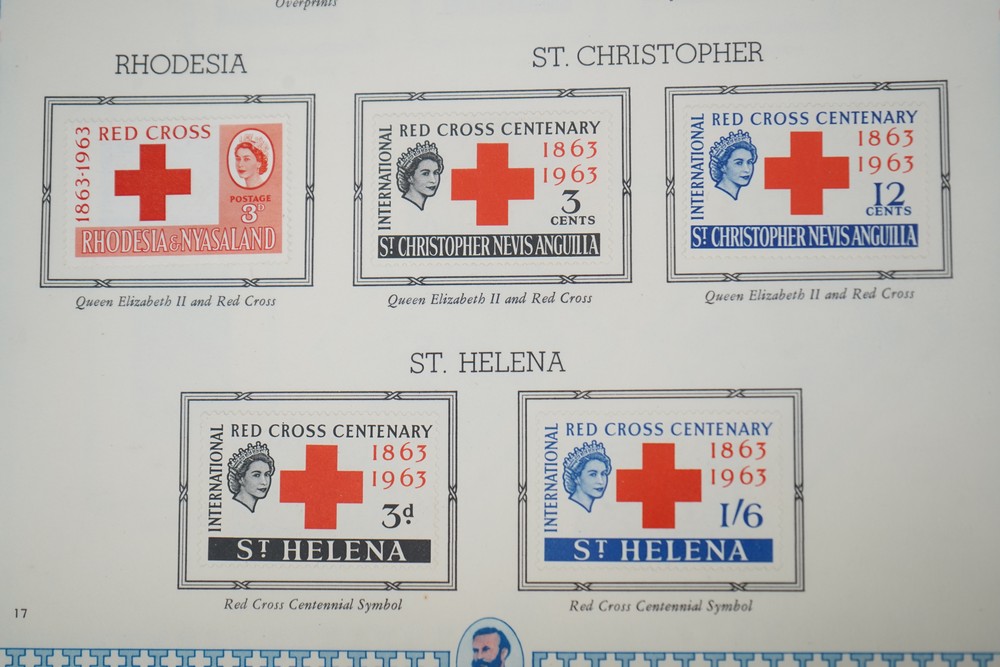 Overprints
RHODESIA
ST. CHRISTOPHER
1863-1963
RED CROSS
POSTAGE
3D
RHODESIA & NYASALAND
INTERNATIONAL
RED CROSS CENTENARY
1863
1963
3
CENTS
ST CHRISTOPHER NEVIS ANGUILLA
INTERNATIONAL
RED CROSS CENTENARY
1863
1963
12
CENTS
ST CHRISTOPHER NEVIS ANGUILLA
Queen Elizabeth II and Red Cross
Queen Elizabeth II and Red Cross
Queen Elizabeth II and Red Cross
ST. HELENA
INTERNATIONAL
RED CROSS CENTENARY
1863
1963
3d
ST HELENA
INTERNATIONAL
RED CROSS CENTENARY
1863
1963
1/6
ST HELENA
Red Cross Centennial Symbol
Red Cross Centennial Symbol
17